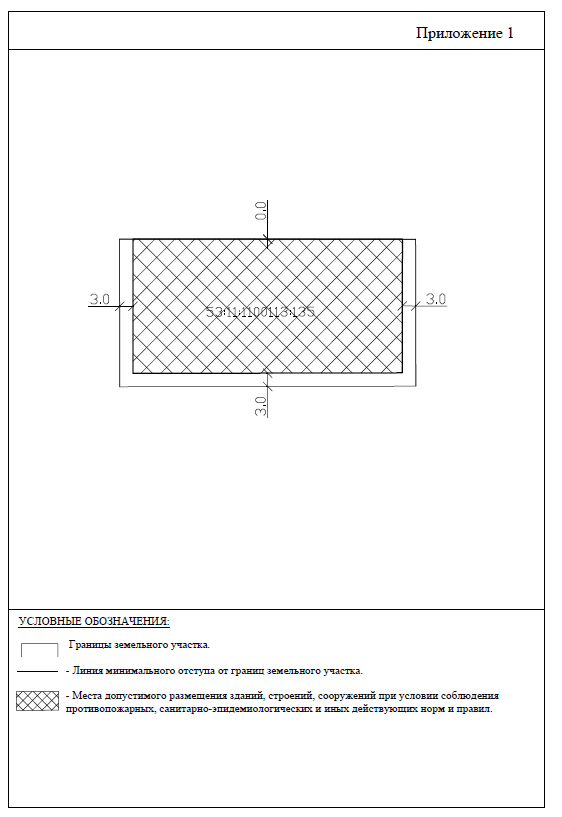 Приложение 1
0.0
3.0
3.0
53:11:1100113:135
3.0
УСЛОВНЫЕ ОБОЗНАЧЕНИЯ:
Границы земельного участка.
- Линия минимального отступа от границ земельного участка.
- Места допустимого размещения зданий, строений, сооружений при условии соблюдения
противопожарных, санитарно-эпидемиологических и иных действующих норм и правил.